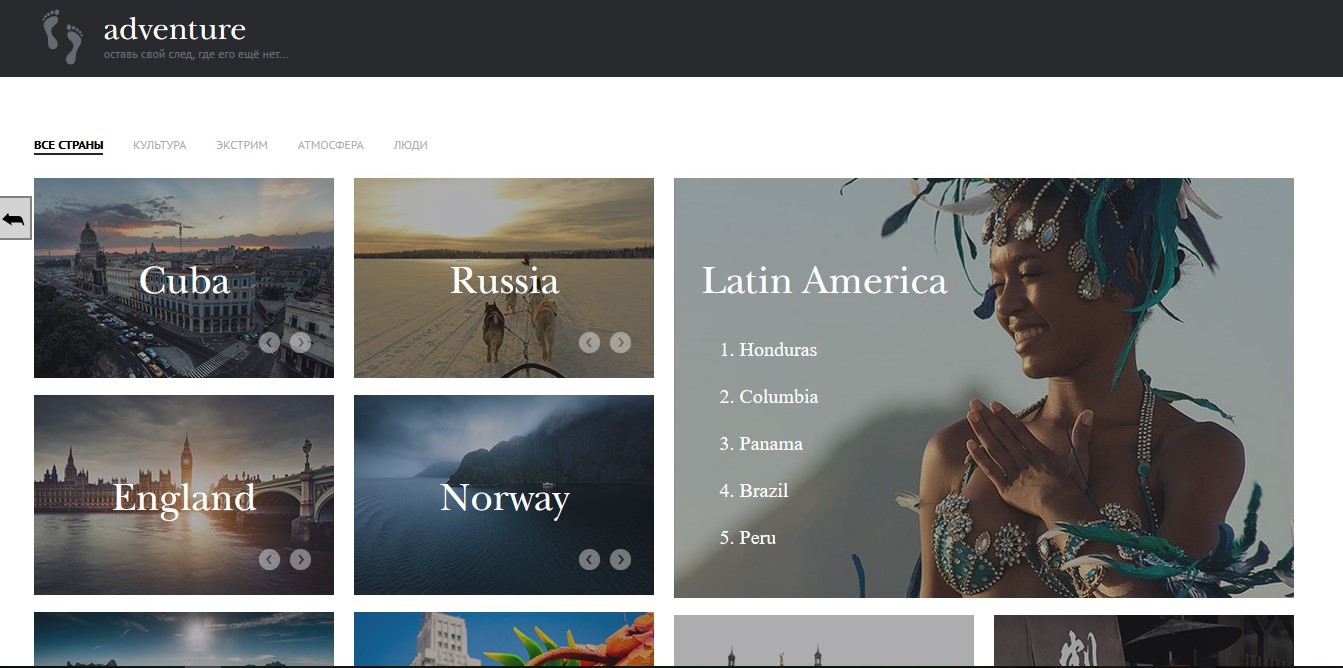 adventure
оставь свой след, где его ещё нет...
ВСЕ СТРАНЫ КУЛЬТУРА ЭКСТРИМ АТМОСФЕРА ЛЮДИ
Cuba
Russia
Latin America
1. Honduras
2. Columbia
3. Panama
4. Brazil
5. Peru
England
Norway